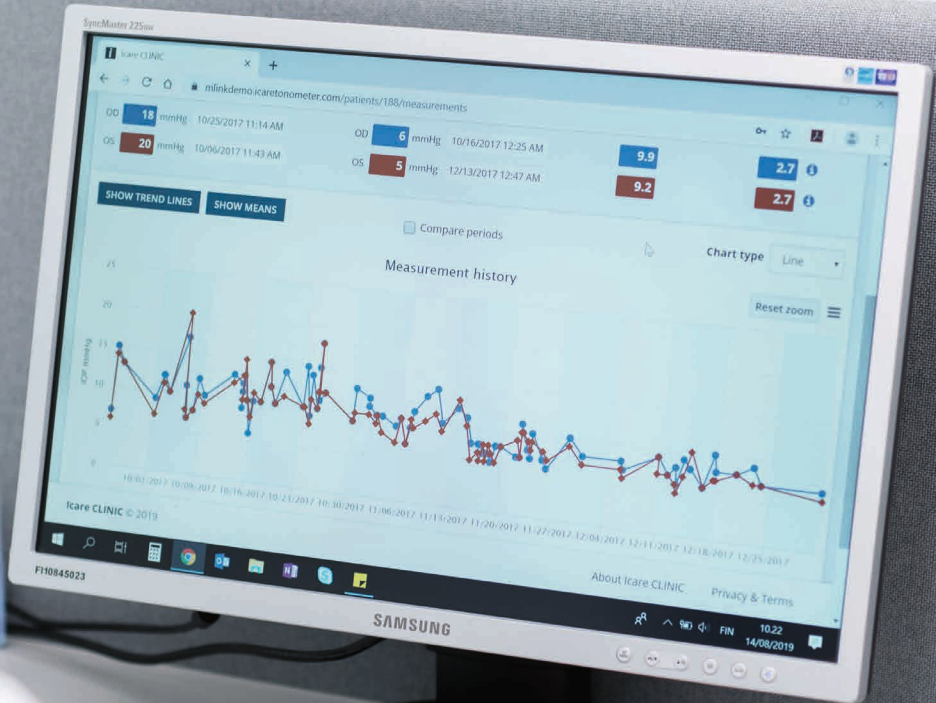 SyncMaster 225BW
Icare CLINIC × +
mlinkdemo.icaretonometer.com/patients/188/measurements
OD 18 mmHg 10/25/2017 11:14 AM OD 6 mmHg 10/16/2017 12:25 AM 9.9 2.7
OS 20 mmHg 10/06/2017 11:43 AM OS 5 mmHg 12/13/2017 12:47 AM 9.2 2.7
SHOW TREND LINES SHOW MEANS
Compare periods
Chart type Line
Measurement history
Reset zoom
25
20
15
10
5
0
IOP mmHg
10/02/2017 10/09/2017 10/16/2017 10/23/2017 10/30/2017 11/06/2017 11/13/2017 11/20/2017 11/27/2017 12/04/2017 12/11/2017 12/18/2017 12/25/2017
Icare CLINIC © 2019
About Icare CLINIC Privacy & Terms
FIN 10.22
14/08/2019
FI10845023
SAMSUNG